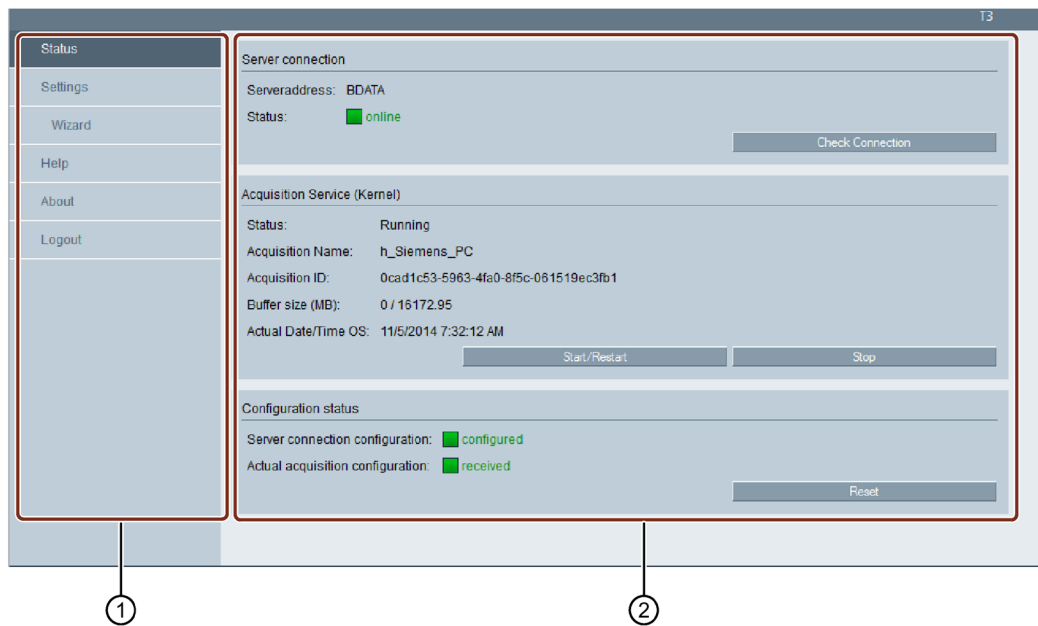 T3
Status
Settings
Wizard
Help
About
Logout
Server connection
Serveraddress: BDATA
Status: online
Check Connection
Acquisition Service (Kernel)
Status: Running
Acquisition Name: h_Siemens_PC
Acquisition ID: 0cad1c53-5963-4fa0-8f5c-061519ec3fb1
Buffer size (MB): 0 / 16172.95
Actual Date/Time OS: 11/5/2014 7:32:12 AM
Start/Restart Stop
Configuration status
Server connection configuration: configured
Actual acquisition configuration: received
Reset
1 2